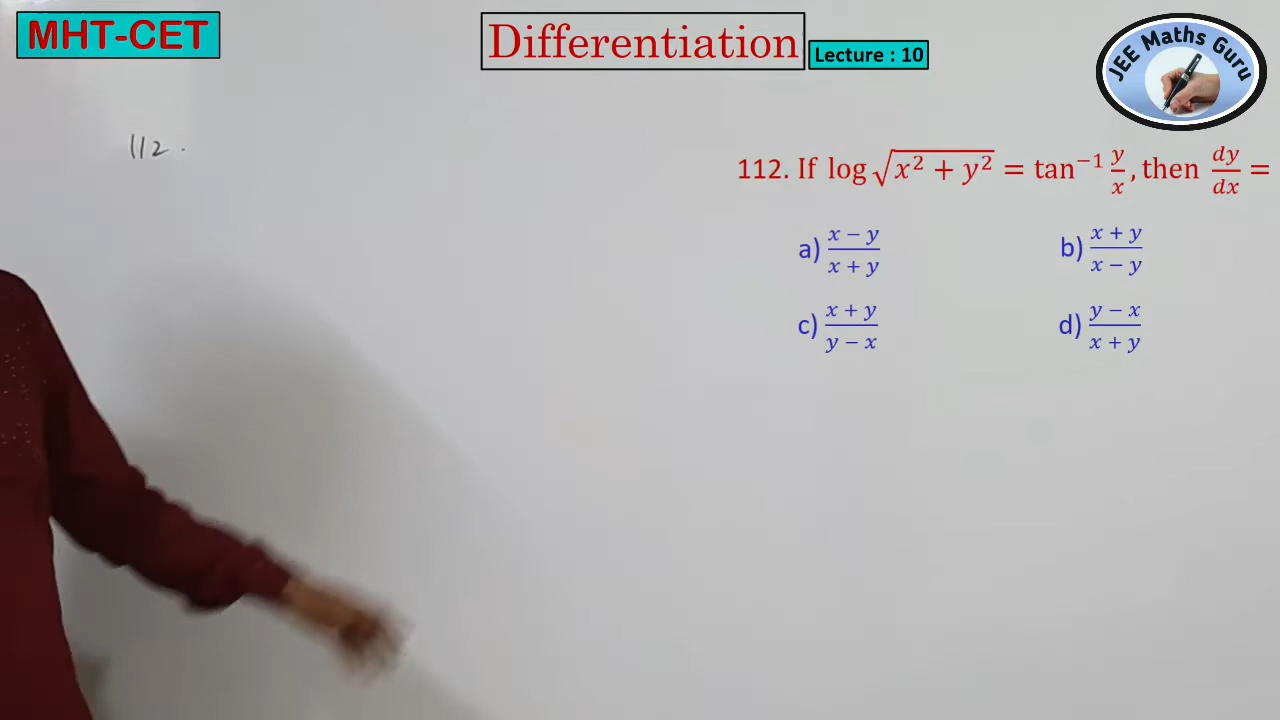 MHT-CET
Differentiation
Lecture : 10
JEE Maths Guru
112.
112. If log √(x² + y²) = tan⁻¹ y/x, then dy/dx =
a) (x − y)/(x + y) b) (x + y)/(x − y)
c) (x + y)/(y − x) d) (y − x)/(x + y)